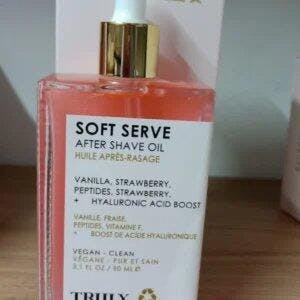 SOFT SERVE
AFTER SHAVE OIL
HUILE APRÈS-RASAGE
VANILLA, STRAWBERRY,
PEPTIDES, STRAWBERRY,
+ HYALURONIC ACID BOOST
VANILLE, FRAISE,
PEPTIDES, VITAMINE F,
+ BOOST DE ACIDE HYALURONIQUE
VEGAN - CLEAN
VÉGANE - PUR ET SAIN
3.1 FL OZ / 90 ML ℮
TRULY